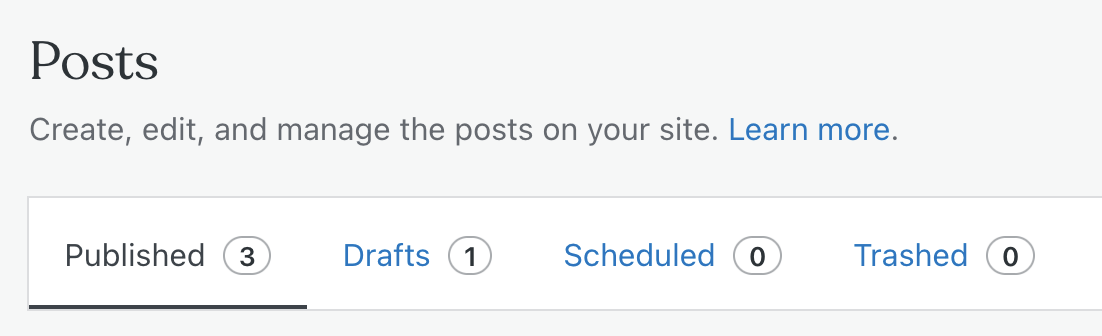 Posts
Create, edit, and manage the posts on your site. Learn more.
Published 3 Drafts 1 Scheduled 0 Trashed 0